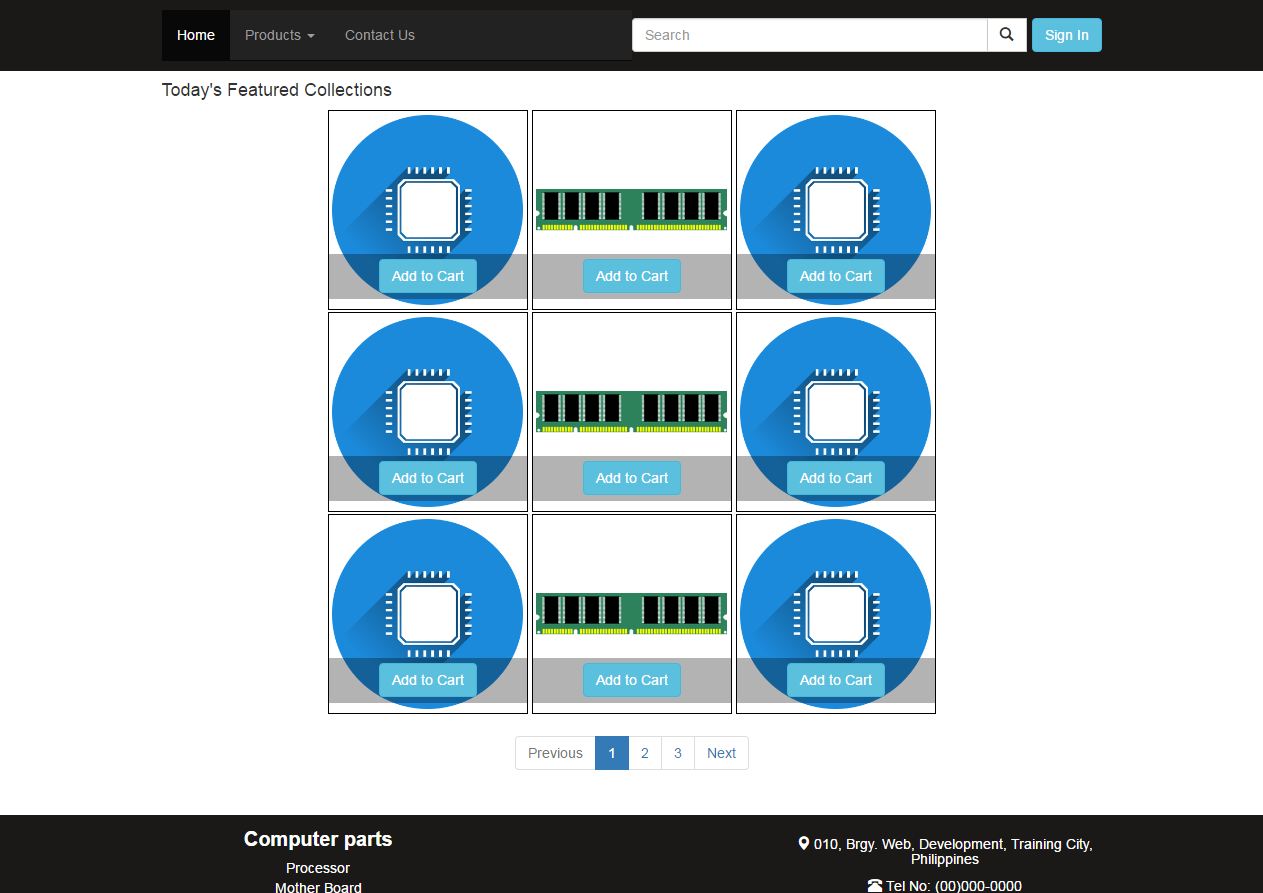 Home Products Contact Us Search Sign In
Today's Featured Collections
Add to Cart Add to Cart Add to Cart
Add to Cart Add to Cart Add to Cart
Add to Cart Add to Cart Add to Cart
Previous 1 2 3 Next
Computer parts
Processor
Mother Board
010, Brgy. Web, Development, Training City,
Philippines
Tel No: (00)000-0000